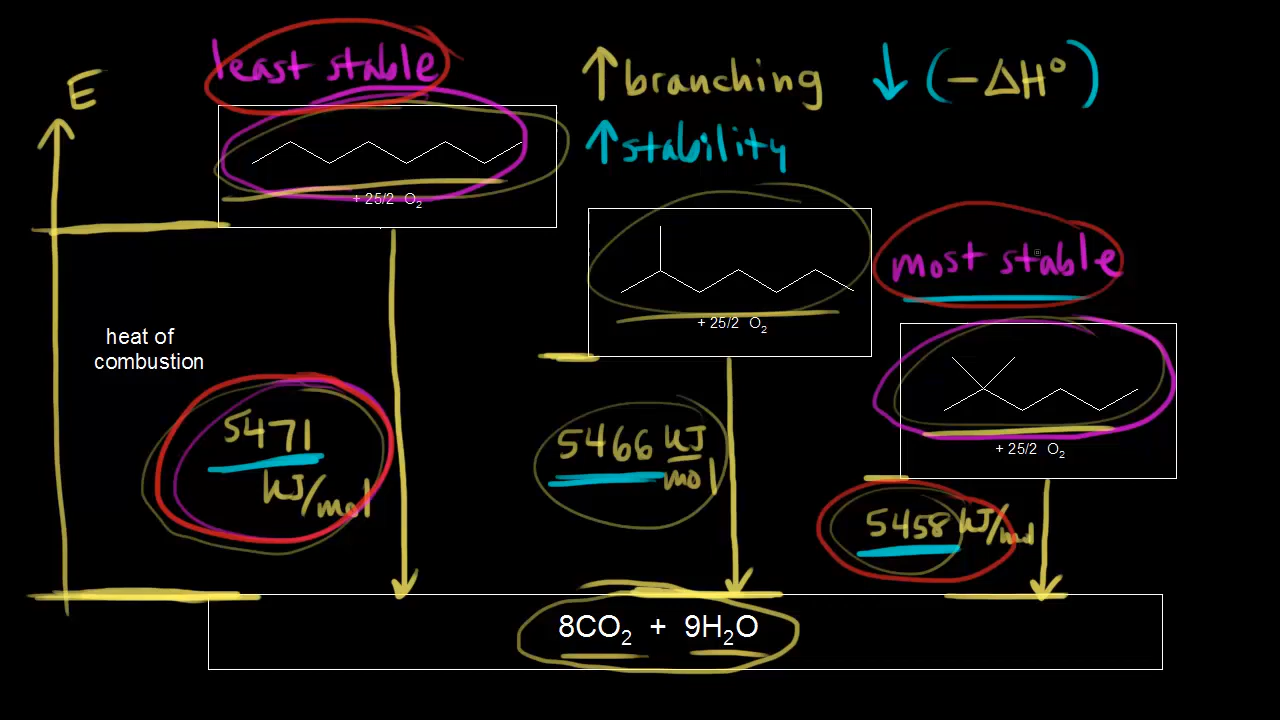 E
least stable
↑ branching ↓ (-ΔH°)
↑ stability
+ 25/2 O₂
most stable
+ 25/2 O₂
heat of
combustion
5471
kJ/mol
5466 kJ/mol
+ 25/2 O₂
5458 kJ/mol
8CO₂ + 9H₂O